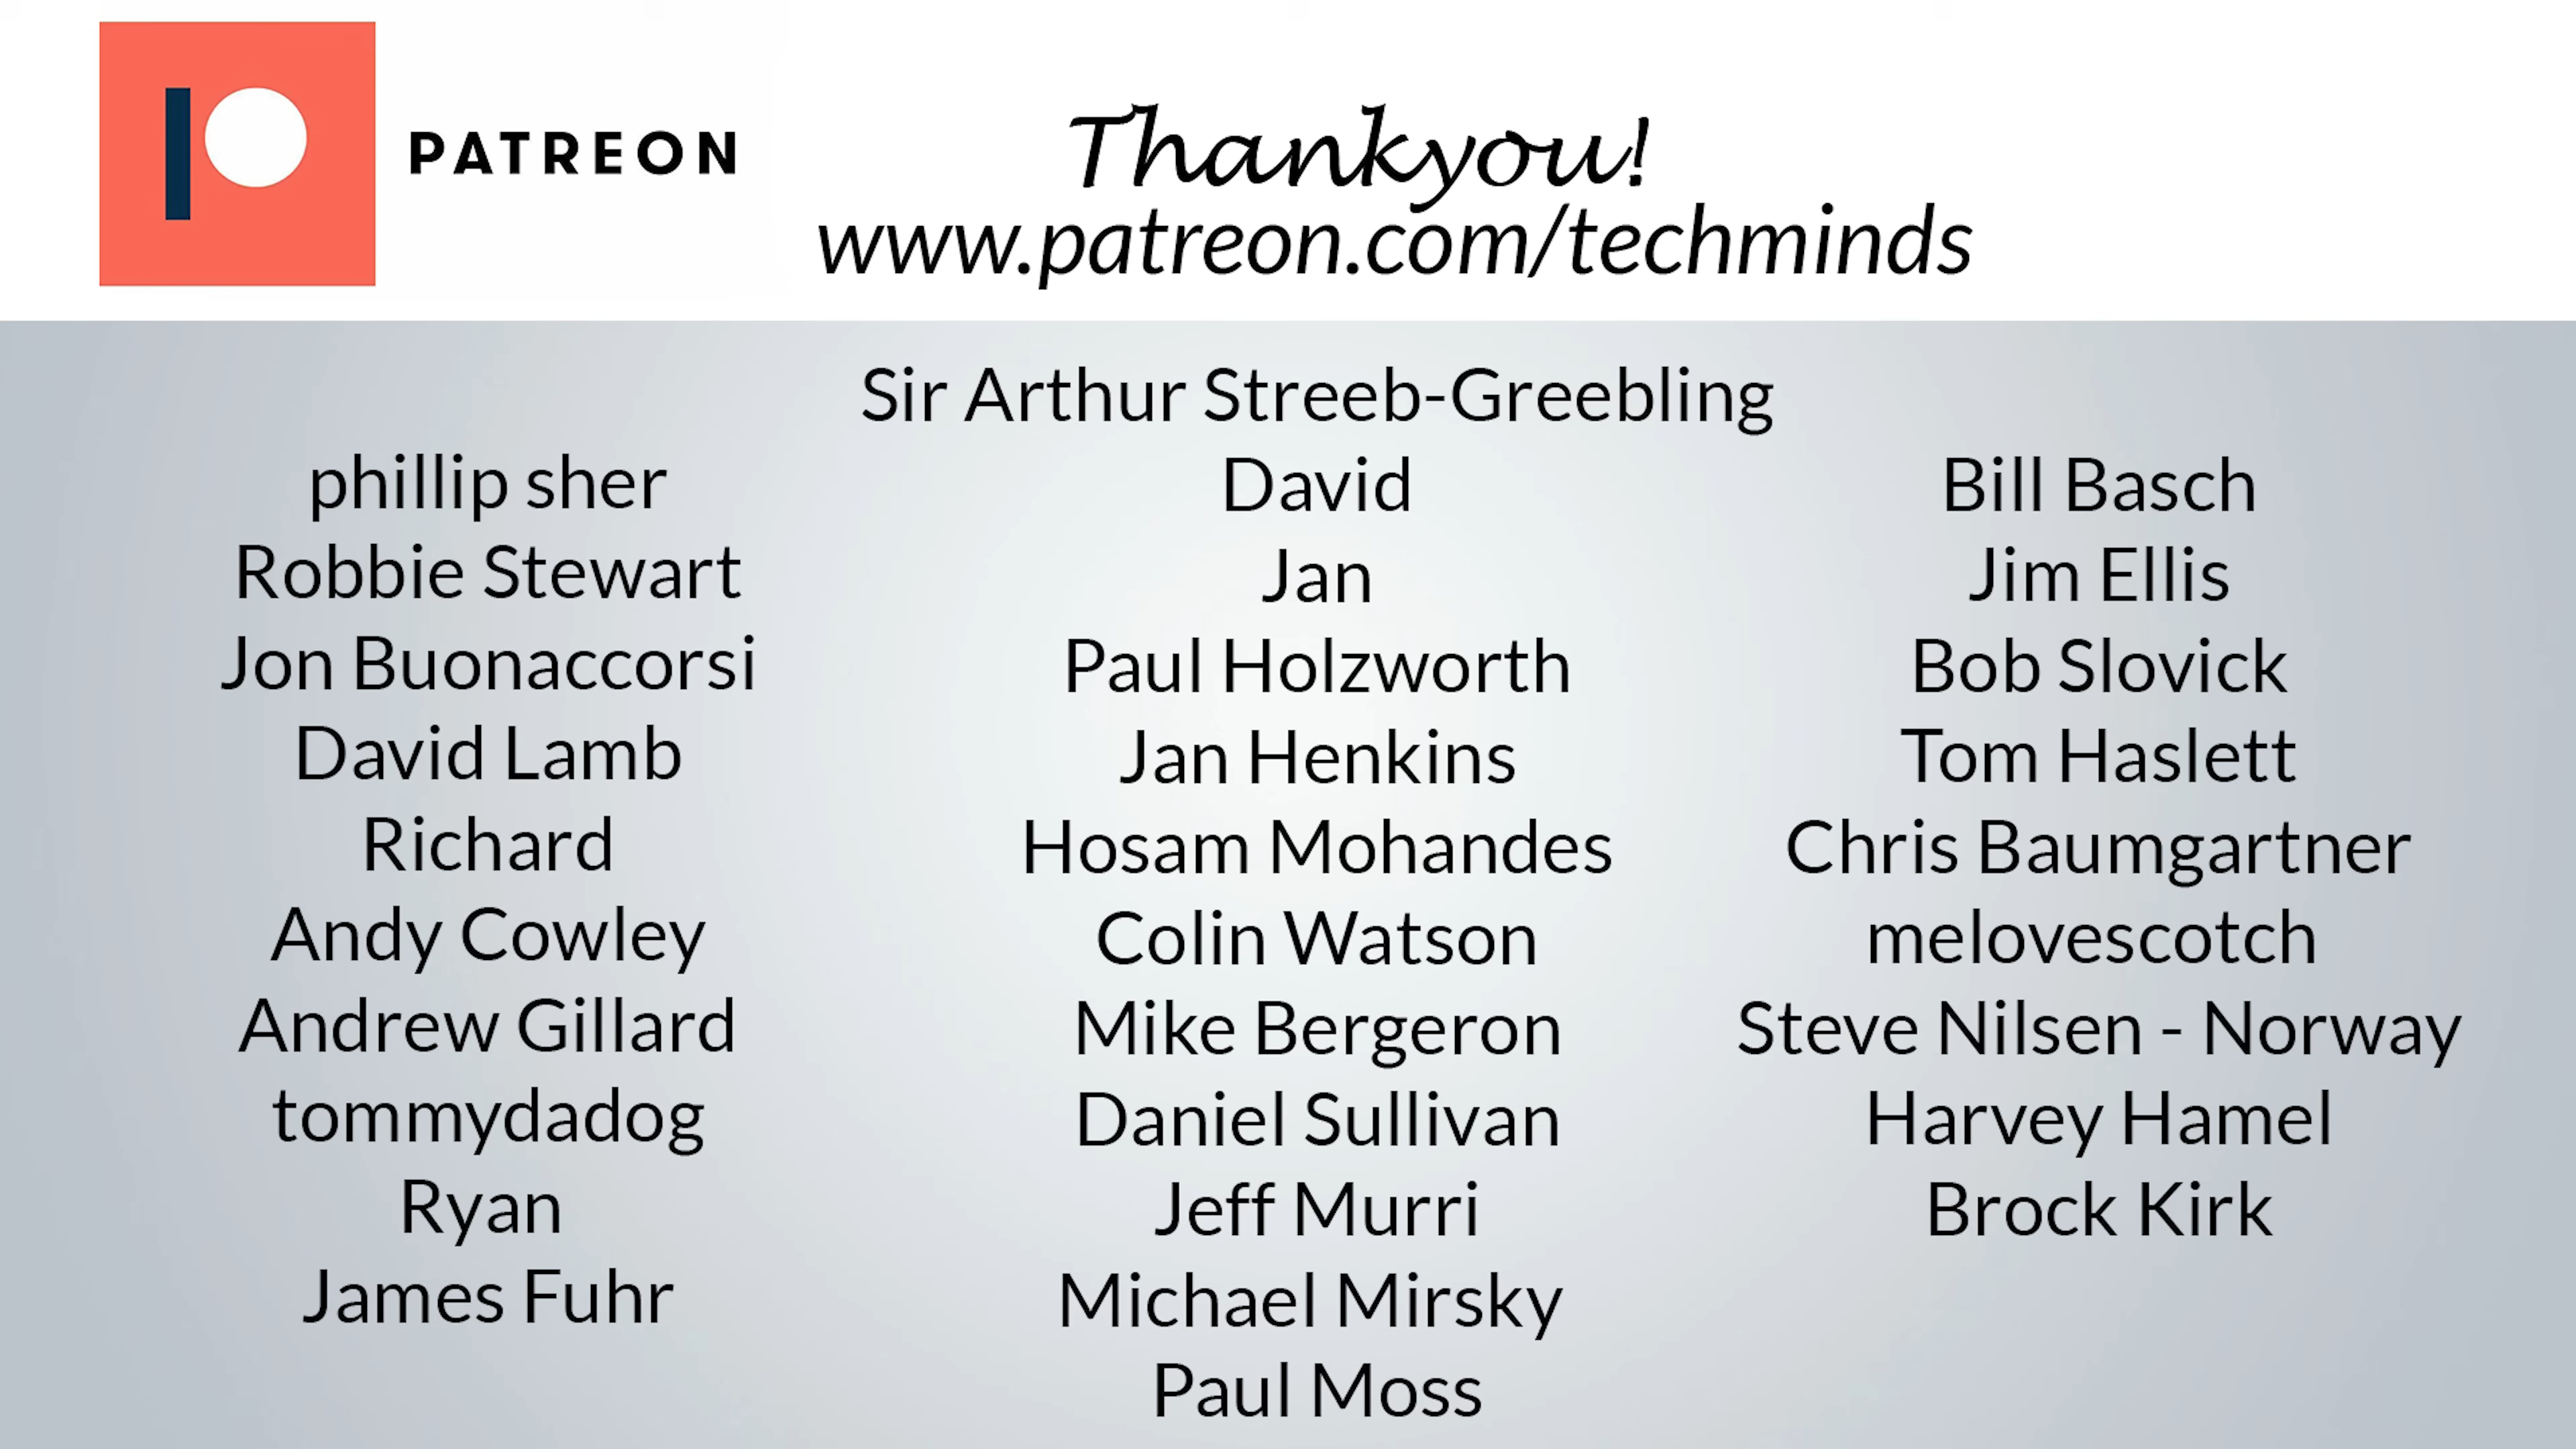 PATREON
Thankyou!
www.patreon.com/techminds
Sir Arthur Streeb-Greebling
phillip sher
Robbie Stewart
Jon Buonaccorsi
David Lamb
Richard
Andy Cowley
Andrew Gillard
tommydadog
Ryan
James Fuhr
David
Jan
Paul Holzworth
Jan Henkins
Hosam Mohandes
Colin Watson
Mike Bergeron
Daniel Sullivan
Jeff Murri
Michael Mirsky
Paul Moss
Bill Basch
Jim Ellis
Bob Slovick
Tom Haslett
Chris Baumgartner
melovescotch
Steve Nilsen - Norway
Harvey Hamel
Brock Kirk